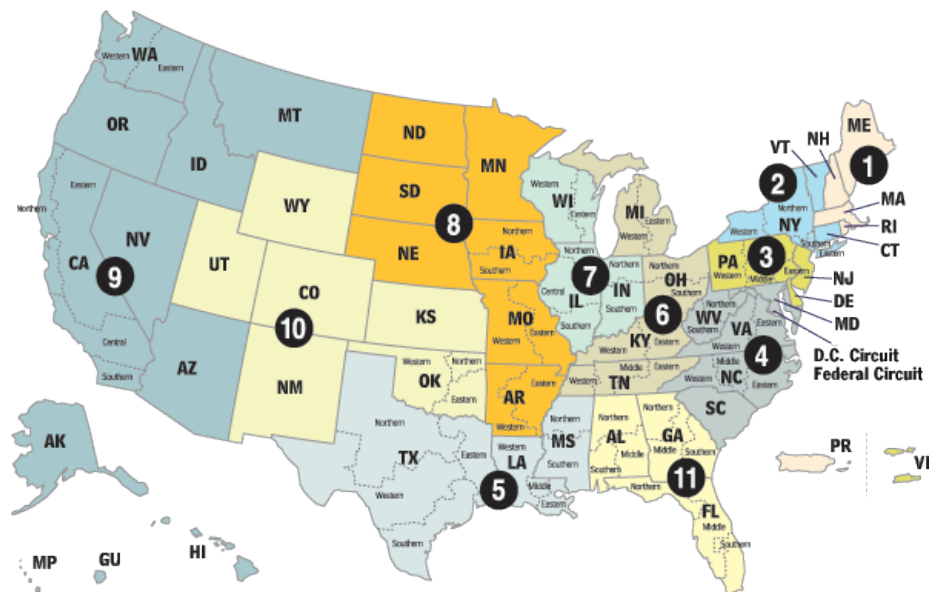 WA
Western
Eastern
OR
ID
MT
ND
MN
SD
8
NE
IA
Northern
Southern
WY
UT
CO
10
KS
NV
CA
9
Northern
Eastern
Central
Southern
AZ
NM
OK
Western
Northern
Eastern
MO
Western
Eastern
AR
Eastern
Western
WI
Western
Eastern
MI
Western
Eastern
7
IL
Northern
Central
Southern
IN
Northern
Southern
OH
Northern
Southern
6
KY
Western
Eastern
TN
Western
Middle
Eastern
ME
NH
VT
1
2
MA
RI
CT
NY
Northern
Western
Southern
Eastern
PA
3
Western
Middle
Eastern
NJ
DE
MD
D.C. Circuit
Federal Circuit
WV
Northern
Southern
VA
Western
Eastern
4
NC
Western
Middle
Eastern
SC
TX
Northern
Eastern
Western
Southern
LA
Western
Middle
Eastern
5
MS
Northern
Southern
AL
Northern
Middle
Southern
GA
Northern
Middle
Southern
11
FL
Northern
Middle
Southern
PR
VI
AK
HI
GU
MP